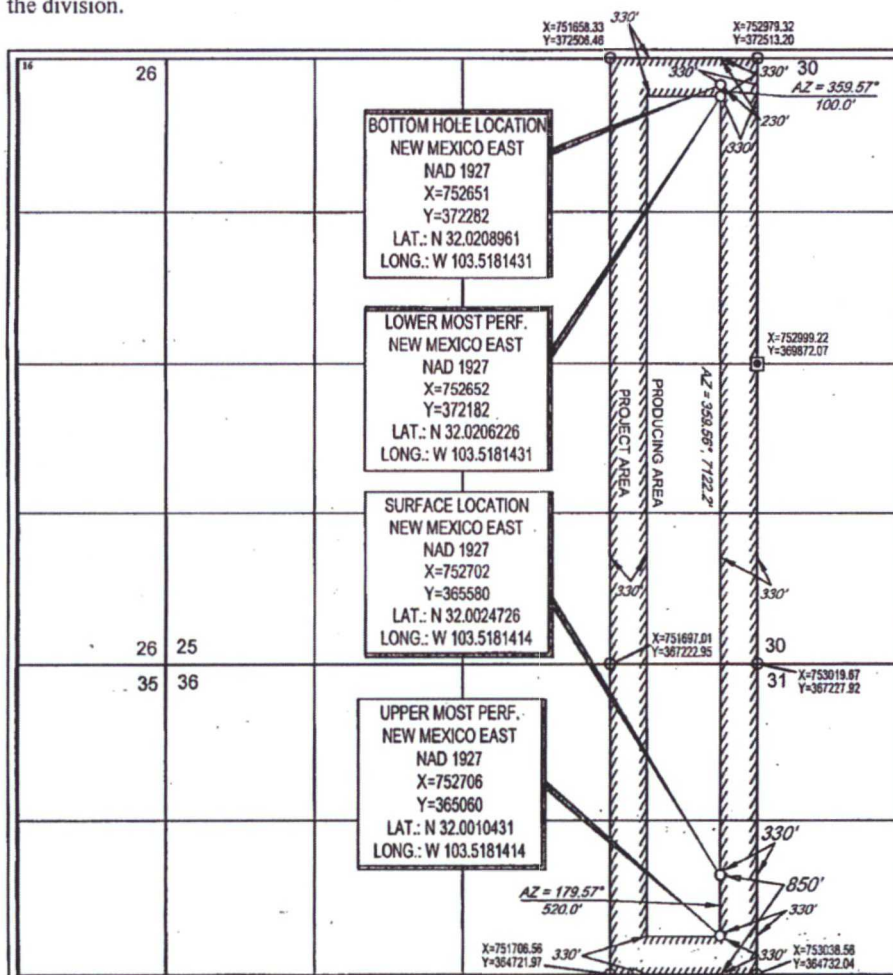 the division.
X=751658.33
Y=372506.46
330'
X=752979.32
Y=372513.20
16
26
330'
330'
30
AZ = 359.57°
100.0'
230'
330'
BOTTOM HOLE LOCATION
NEW MEXICO EAST
NAD 1927
X=752651
Y=372282
LAT.: N 32.0208961
LONG.: W 103.5181431
LOWER MOST PERF.
NEW MEXICO EAST
NAD 1927
X=752652
Y=372182
LAT.: N 32.0206226
LONG.: W 103.5181431
X=752999.22
Y=369872.07
PROJECT AREA
PRODUCING AREA
AZ = 359.56°, 7122.2'
SURFACE LOCATION
NEW MEXICO EAST
NAD 1927
X=752702
Y=365580
LAT.: N 32.0024726
LONG.: W 103.5181414
330'
330'
26 25
35 36
X=751697.01
Y=367222.95
30
31
X=753019.67
Y=367227.92
UPPER MOST PERF.
NEW MEXICO EAST
NAD 1927
X=752706
Y=365060
LAT.: N 32.0010431
LONG.: W 103.5181414
330'
850'
AZ = 179.57°
520.0'
330'
X=751706.56
Y=364721.97
330'
330'
X=753038.56
Y=364732.04